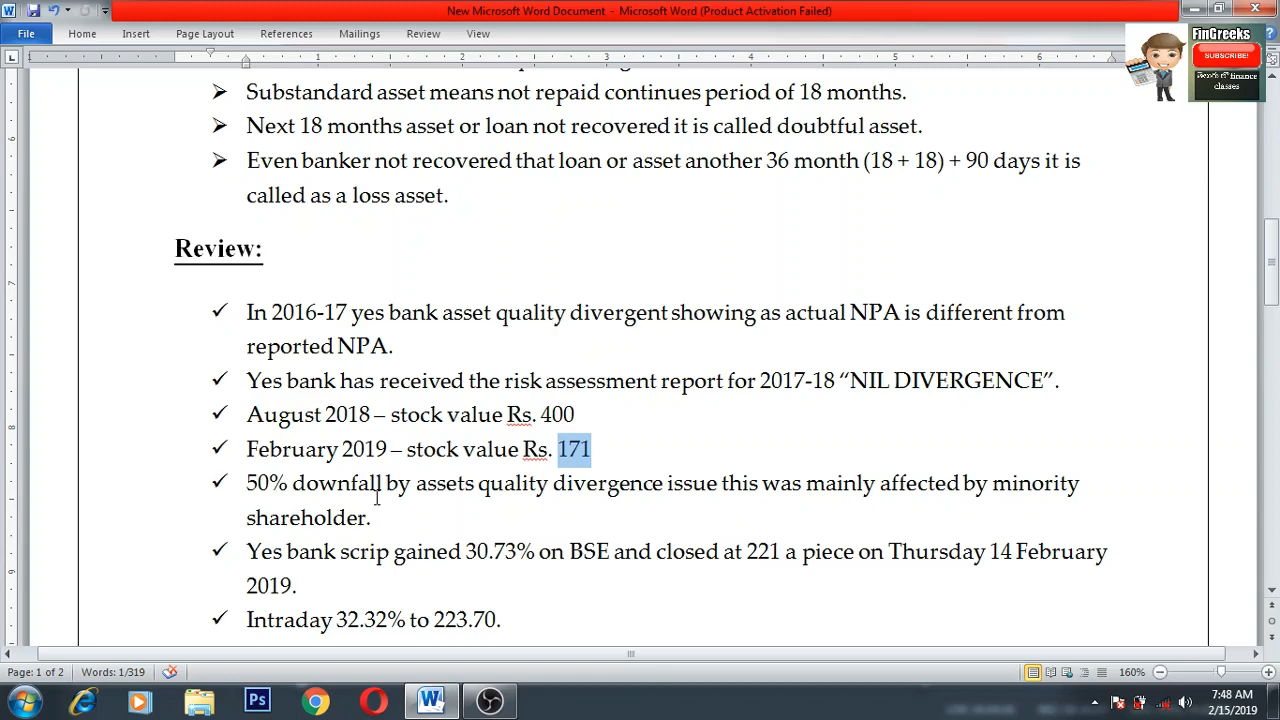 New Microsoft Word Document - Microsoft Word (Product Activation Failed)
File Home Insert Page Layout References Mailings Review View
FinGreeks
SUBSCRIBE!
finance
classes
1 2 3 4 5 6
Substandard asset means not repaid continues period of 18 months.
Next 18 months asset or loan not recovered it is called doubtful asset.
Even banker not recovered that loan or asset another 36 month (18 + 18) + 90 days it is
called as a loss asset.
Review:
In 2016-17 yes bank asset quality divergent showing as actual NPA is different from
reported NPA.
Yes bank has received the risk assessment report for 2017-18 “NIL DIVERGENCE”.
August 2018 – stock value Rs. 400
February 2019 – stock value Rs. 171
50% downfall by assets quality divergence issue this was mainly affected by minority
shareholder.
Yes bank scrip gained 30.73% on BSE and closed at 221 a piece on Thursday 14 February
2019.
Intraday 32.32% to 223.70.
Page: 1 of 2 Words: 1/319 160%
7:48 AM
2/15/2019